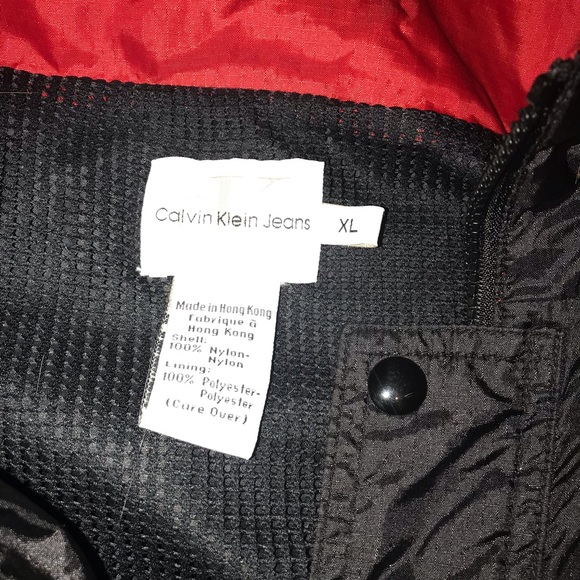 Calvin Klein Jeans
XL
Made in Hong Kong
Fabrique à
Hong Kong
Shell:
100% Nylon-
Nylon
Lining:
100% Polyester-
Polyester
(Care Over)